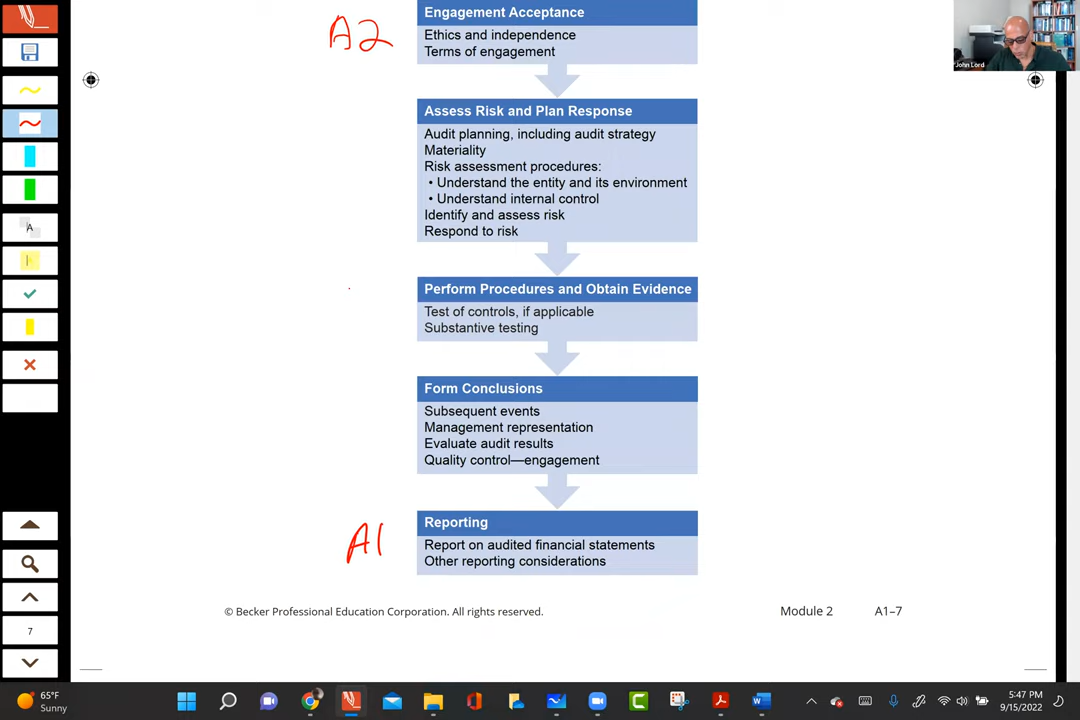 A2
Engagement Acceptance
Ethics and independence
Terms of engagement
John Lord
Assess Risk and Plan Response
Audit planning, including audit strategy
Materiality
Risk assessment procedures:
• Understand the entity and its environment
• Understand internal control
Identify and assess risk
Respond to risk
Perform Procedures and Obtain Evidence
Test of controls, if applicable
Substantive testing
Form Conclusions
Subsequent events
Management representation
Evaluate audit results
Quality control—engagement
A1
Reporting
Report on audited financial statements
Other reporting considerations
© Becker Professional Education Corporation. All rights reserved. Module 2 A1–7
A
7
65°F
Sunny
5:47 PM
9/15/2022